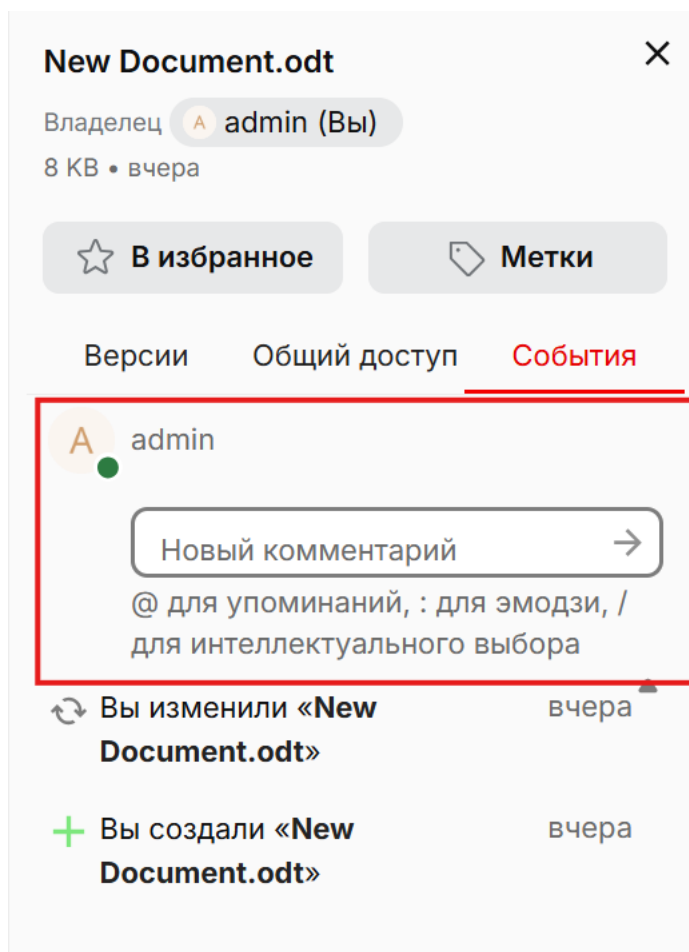 New Document.odt
Владелец A admin (Вы)
8 KB • вчера
В избранное Метки
Версии Общий доступ События
A admin
Новый комментарий
@ для упоминаний, : для эмодзи, /
для интеллектуального выбора
Вы изменили «New вчера
Document.odt»
Вы создали «New вчера
Document.odt»